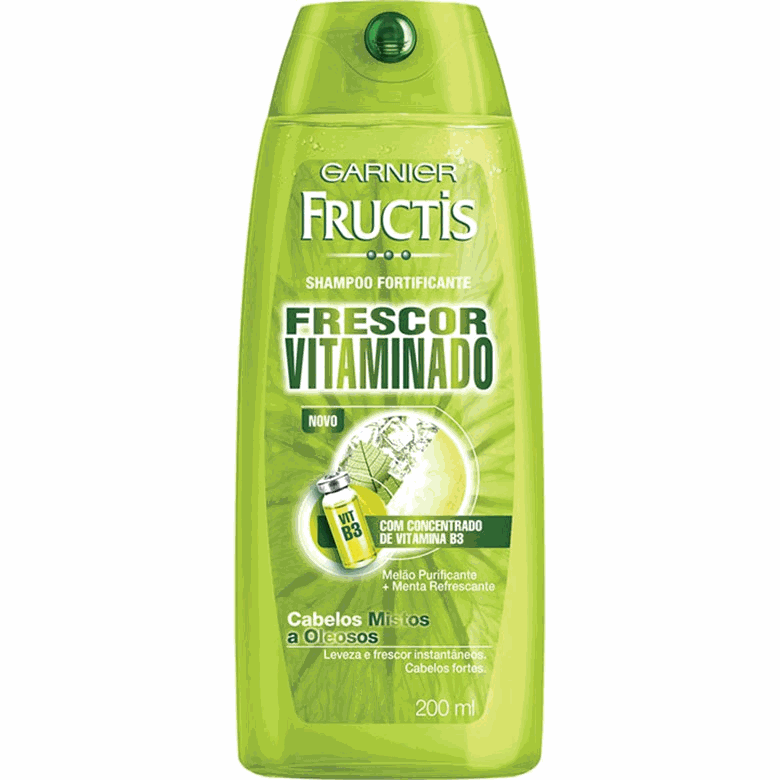 GARNIER
FRUCTIS
SHAMPOO FORTIFICANTE
FRESCOR
VITAMINADO
NOVO
VIT
B3
COM CONCENTRADO
DE VITAMINA B3
Melão Purificante
+ Menta Refrescante
Cabelos Mistos
a Oleosos
Leveza e frescor instantâneos.
Cabelos fortes.
200 ml